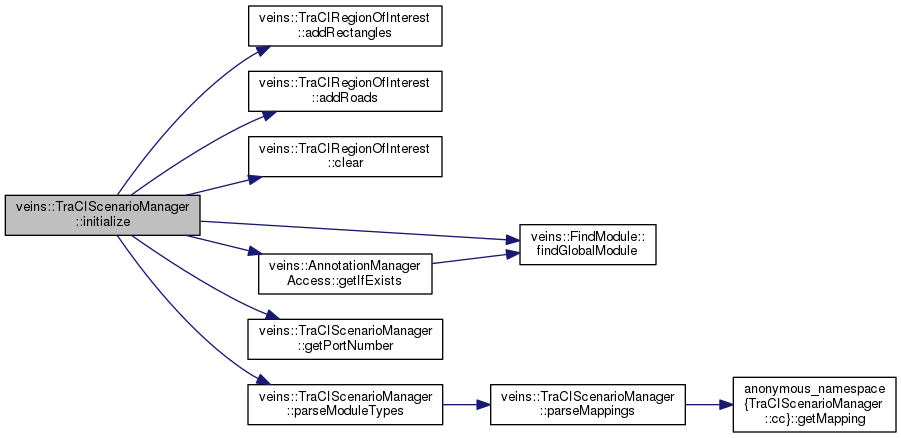 veins::TraCIRegionOfInterest
::addRectangles
veins::TraCIRegionOfInterest
::addRoads
veins::TraCIRegionOfInterest
::clear
veins::TraCIScenarioManager
::initialize
veins::FindModule::
findGlobalModule
veins::AnnotationManager
Access::getIfExists
veins::TraCIScenarioManager
::getPortNumber
veins::TraCIScenarioManager
::parseModuleTypes
veins::TraCIScenarioManager
::parseMappings
anonymous_namespace
{TraCIScenarioManager
::cc}::getMapping